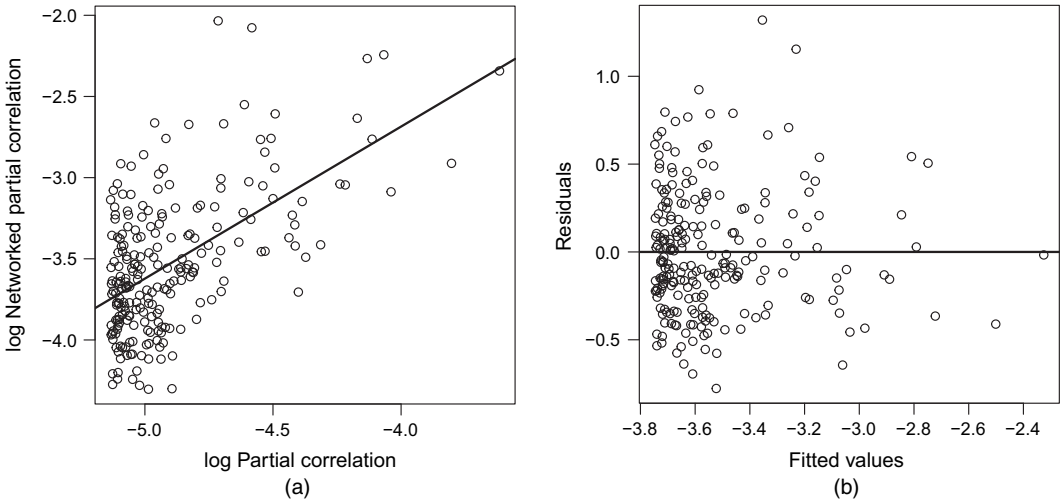 log Networked partial correlation
−2.0
−2.5
−3.0
−3.5
−4.0
−5.0 −4.5 −4.0
log Partial correlation
(a)
Residuals
1.0
0.5
0.0
−0.5
−3.8 −3.6 −3.4 −3.2 −3.0 −2.8 −2.6 −2.4
Fitted values
(b)